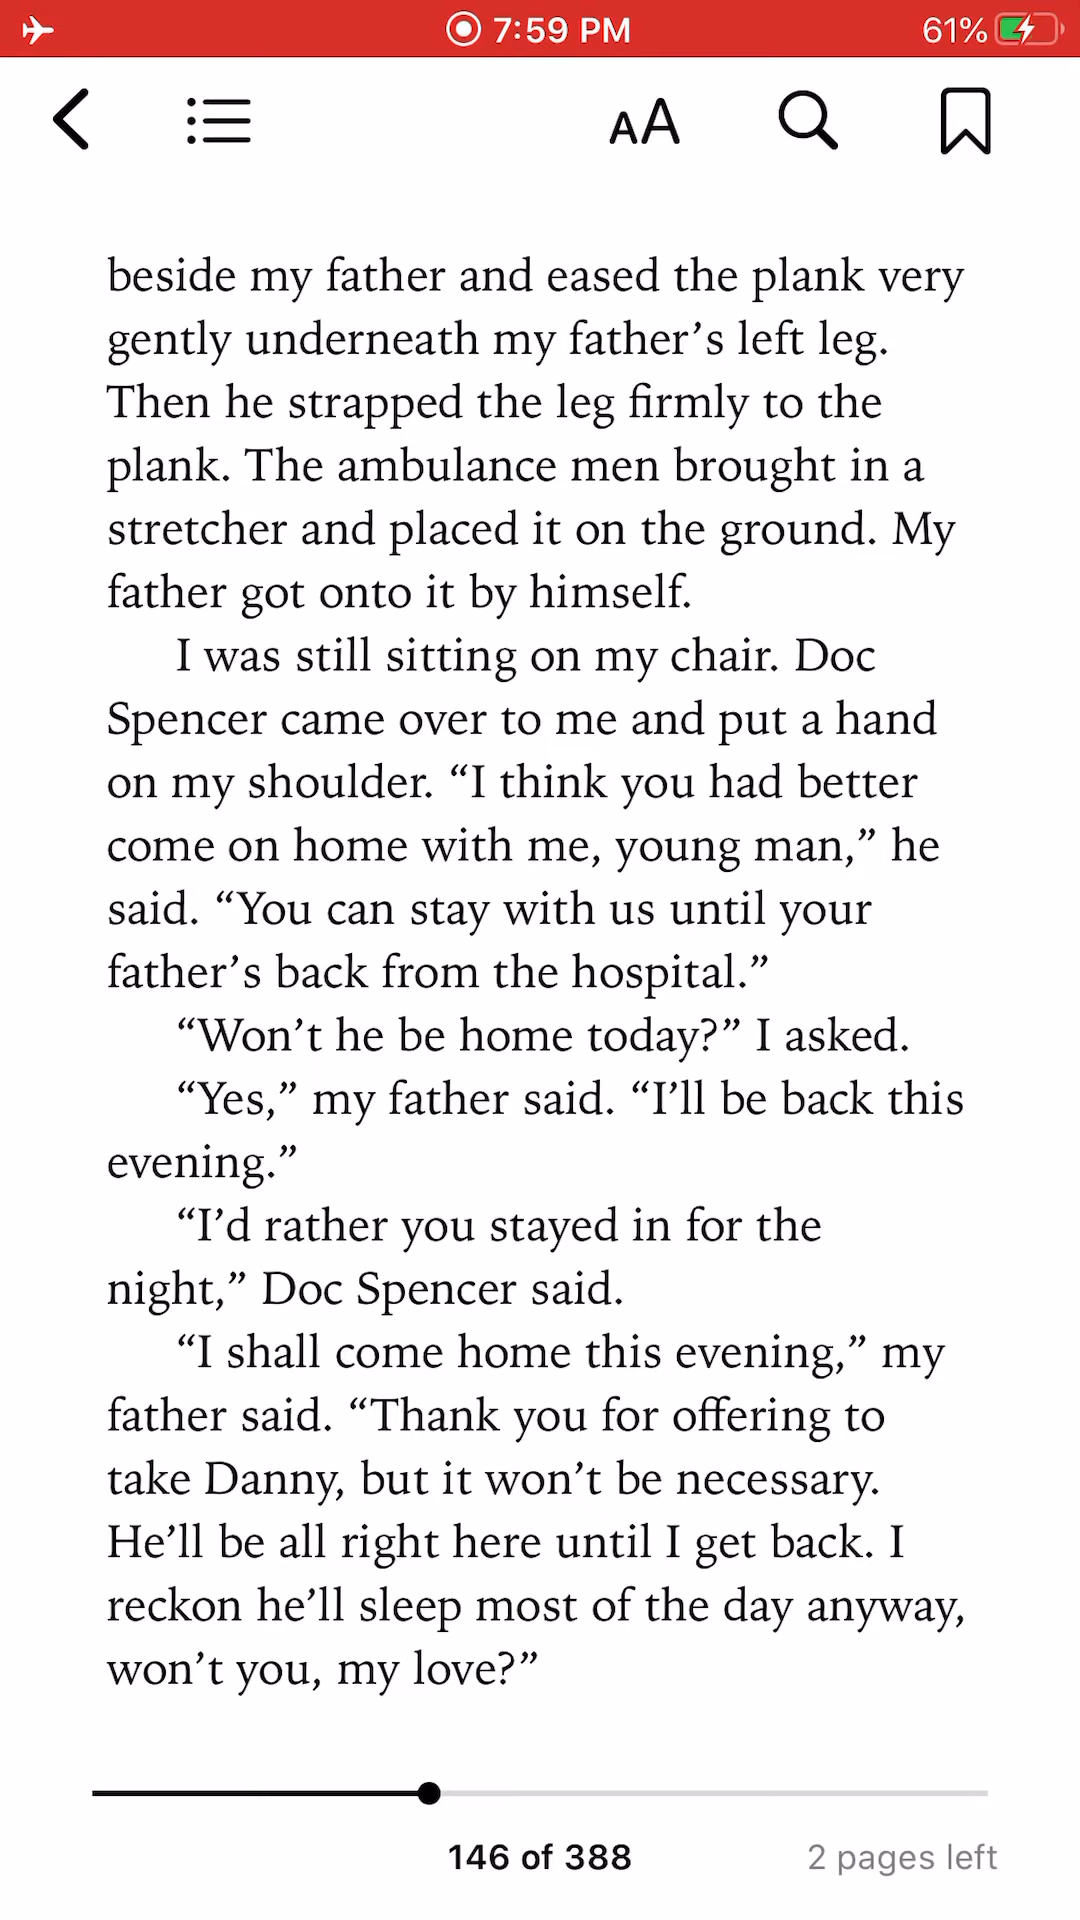 7:59 PM
61%
AA
beside my father and eased the plank very
gently underneath my father’s left leg.
Then he strapped the leg firmly to the
plank. The ambulance men brought in a
stretcher and placed it on the ground. My
father got onto it by himself.
I was still sitting on my chair. Doc
Spencer came over to me and put a hand
on my shoulder. “I think you had better
come on home with me, young man,” he
said. “You can stay with us until your
father’s back from the hospital.”
“Won’t he be home today?” I asked.
“Yes,” my father said. “I’ll be back this
evening.”
“I’d rather you stayed in for the
night,” Doc Spencer said.
“I shall come home this evening,” my
father said. “Thank you for offering to
take Danny, but it won’t be necessary.
He’ll be all right here until I get back. I
reckon he’ll sleep most of the day anyway,
won’t you, my love?”
146 of 388
2 pages left